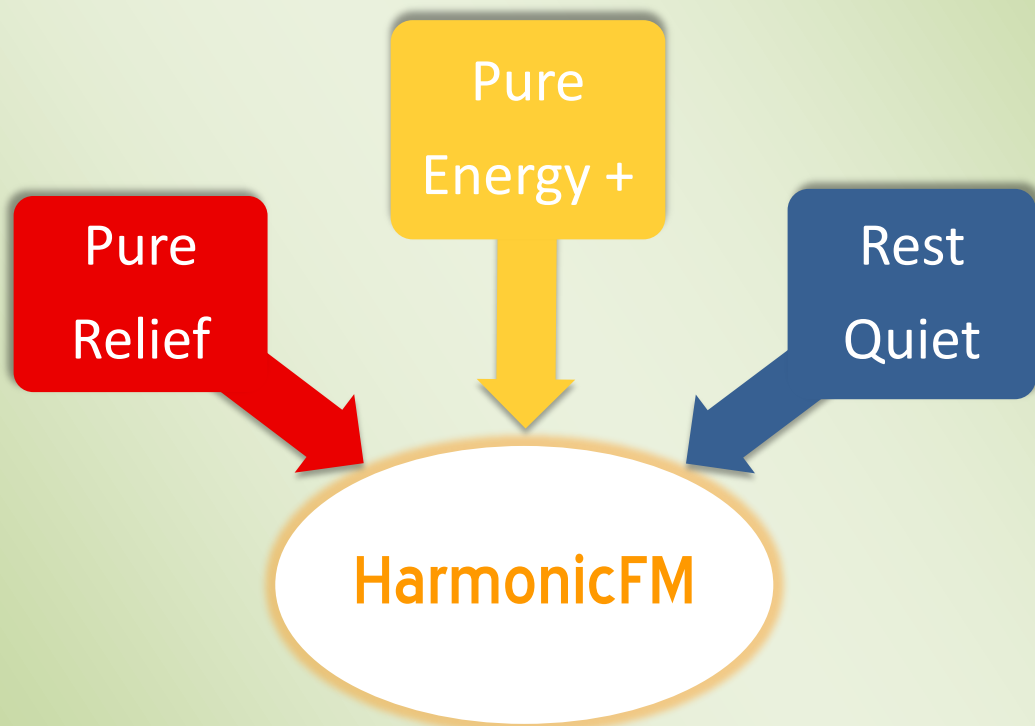 Pure
Energy +
Pure
Relief
Rest
Quiet
HarmonicFM